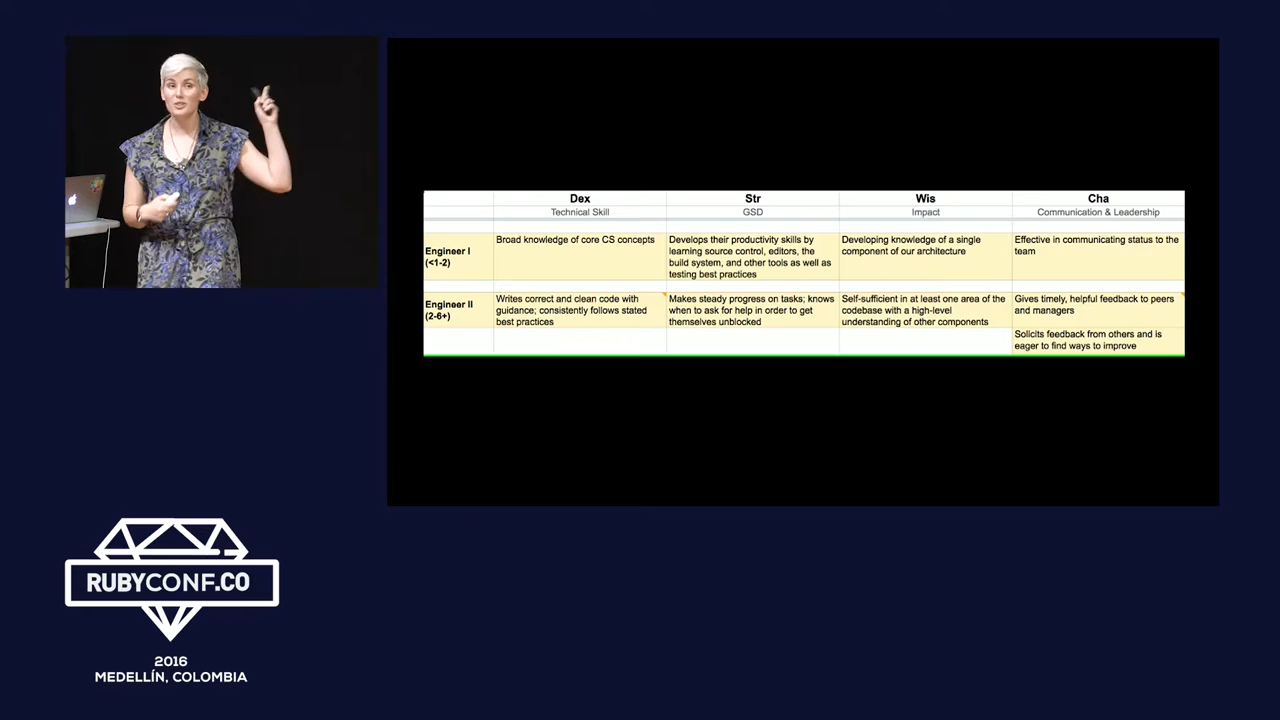 Dex
Str
Wis
Cha
Technical Skill
GSD
Impact
Communication & Leadership
Engineer I
(<1-2)
Broad knowledge of core CS concepts
Develops their productivity skills by
learning source control, editors, the
build system, and other tools as well as
testing best practices
Developing knowledge of a single
component of our architecture
Effective in communicating status to the
team
Engineer II
(2-6+)
Writes correct and clean code with
guidance; consistently follows stated
best practices
Makes steady progress on tasks; knows
when to ask for help in order to get
themselves unblocked
Self-sufficient in at least one area of the
codebase with a high-level
understanding of other components
Gives timely, helpful feedback to peers
and managers
Solicits feedback from others and is
eager to find ways to improve
RUBYCONF.CO
2016
MEDELLÍN, COLOMBIA